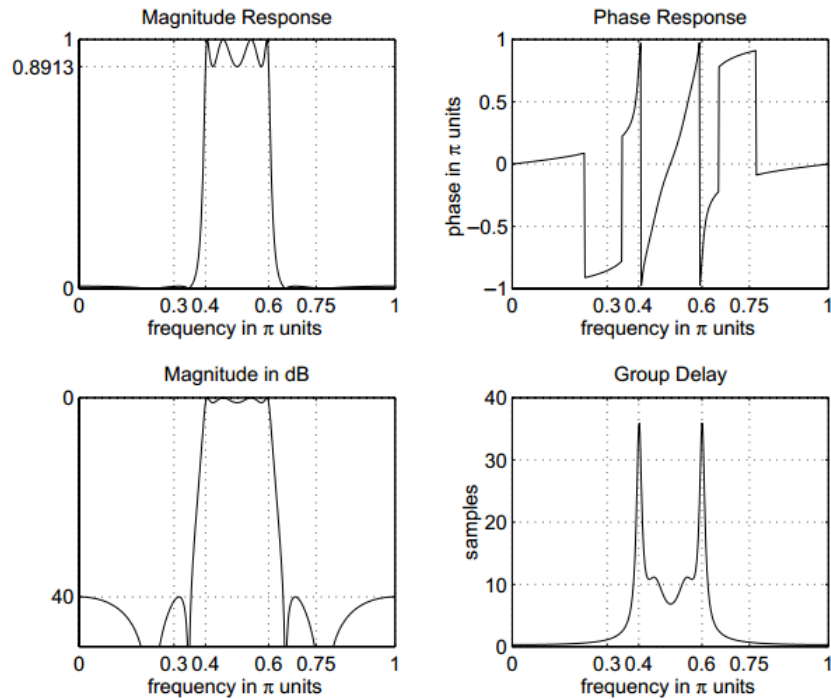 Magnitude Response
1
0.8913
0
0 0.3 0.4 0.6 0.75 1
frequency in π units
Phase Response
1
0.5
0
−0.5
−1
phase in π units
0 0.3 0.4 0.6 0.75 1
frequency in π units
Magnitude in dB
0
40
0 0.3 0.4 0.6 0.75 1
frequency in π units
Group Delay
40
30
20
10
0
samples
0 0.3 0.4 0.6 0.75 1
frequency in π units